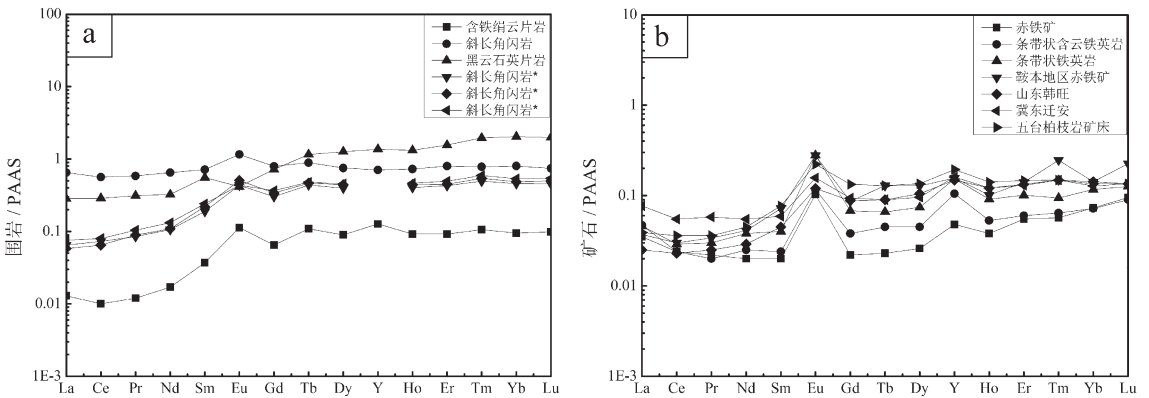 a
含铁绢云片岩
斜长角闪岩
黑云石英片岩
斜长角闪岩*
斜长角闪岩*
斜长角闪岩*
100
10
1
0.1
0.01
1E-3
围岩 / PAAS
La Ce Pr Nd Sm Eu Gd Tb Dy Y Ho Er Tm Yb Lu
b
赤铁矿
条带状含云铁英岩
条带状铁英岩
鞍本地区赤铁矿
山东韩旺
冀东迁安
五台柏枝岩矿床
10
1
0.1
0.01
1E-3
矿石 / PAAS
La Ce Pr Nd Sm Eu Gd Tb Dy Y Ho Er Tm Yb Lu